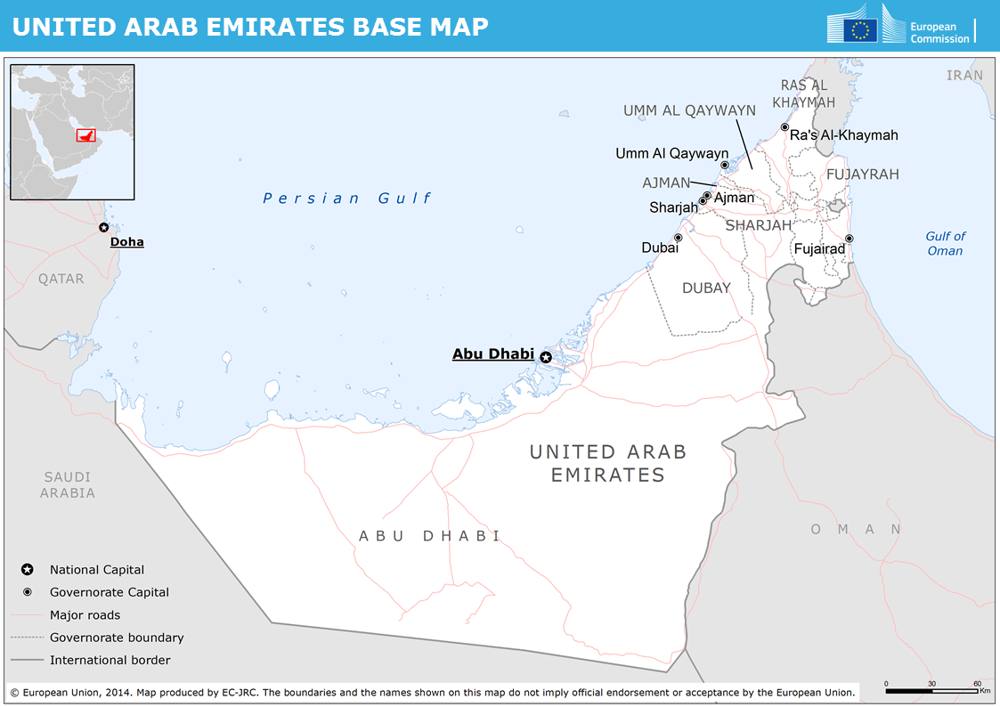 UNITED ARAB EMIRATES BASE MAP
European
Commission
IRAN
RAS AL
KHAYMAH
UMM AL QAYWAYN
Ra's Al-Khaymah
Umm Al Qaywayn
FUJAYRAH
AJMAN
Ajman
Sharjah
SHARJAH
Persian Gulf
Doha
Dubai
Fujairad
Gulf of
Oman
QATAR
DUBAY
Abu Dhabi
UNITED ARAB
EMIRATES
SAUDI
ARABIA
ABU DHABI
OMAN
National Capital
Governorate Capital
Major roads
Governorate boundary
International border
© European Union, 2014. Map produced by EC-JRC. The boundaries and the names shown on this map do not imply official endorsement or acceptance by the European Union.
0 30 60
Km